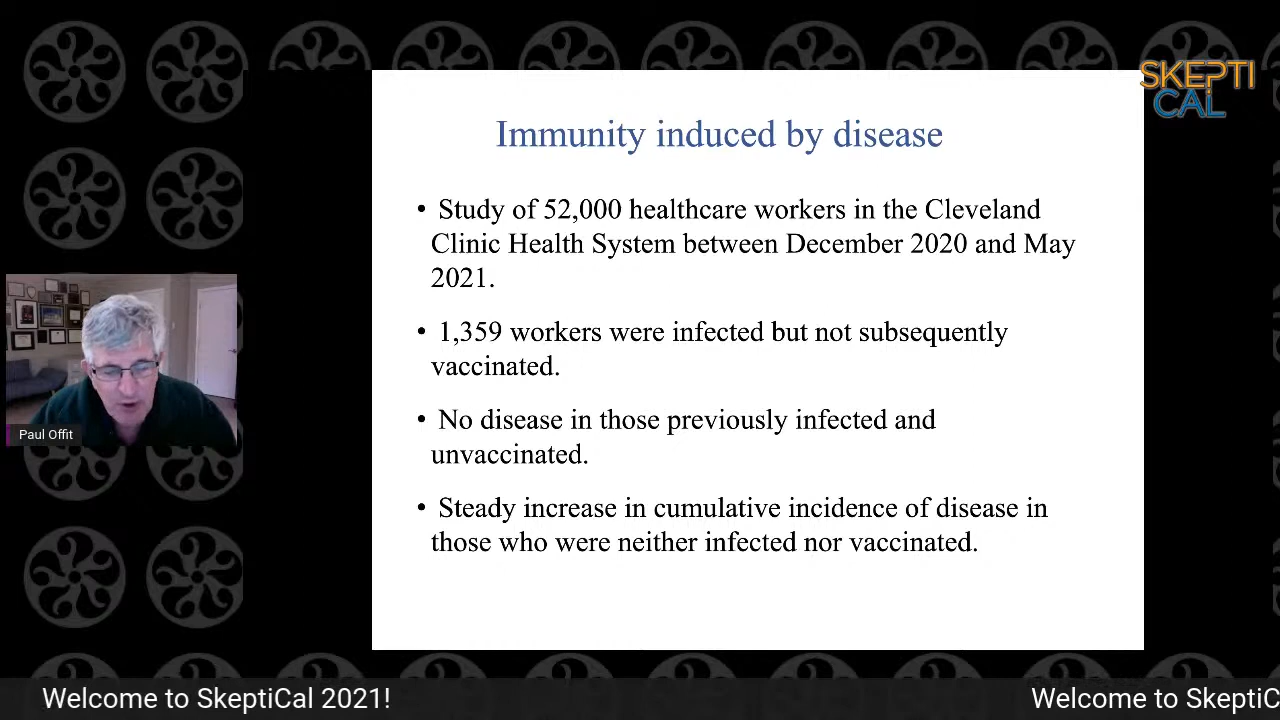 SKEPTI
CAL
Immunity induced by disease
• Study of 52,000 healthcare workers in the Cleveland
Clinic Health System between December 2020 and May
2021.
• 1,359 workers were infected but not subsequently
vaccinated.
• No disease in those previously infected and
unvaccinated.
• Steady increase in cumulative incidence of disease in
those who were neither infected nor vaccinated.
Paul Offit
Welcome to SkeptiCal 2021! Welcome to SkeptiC